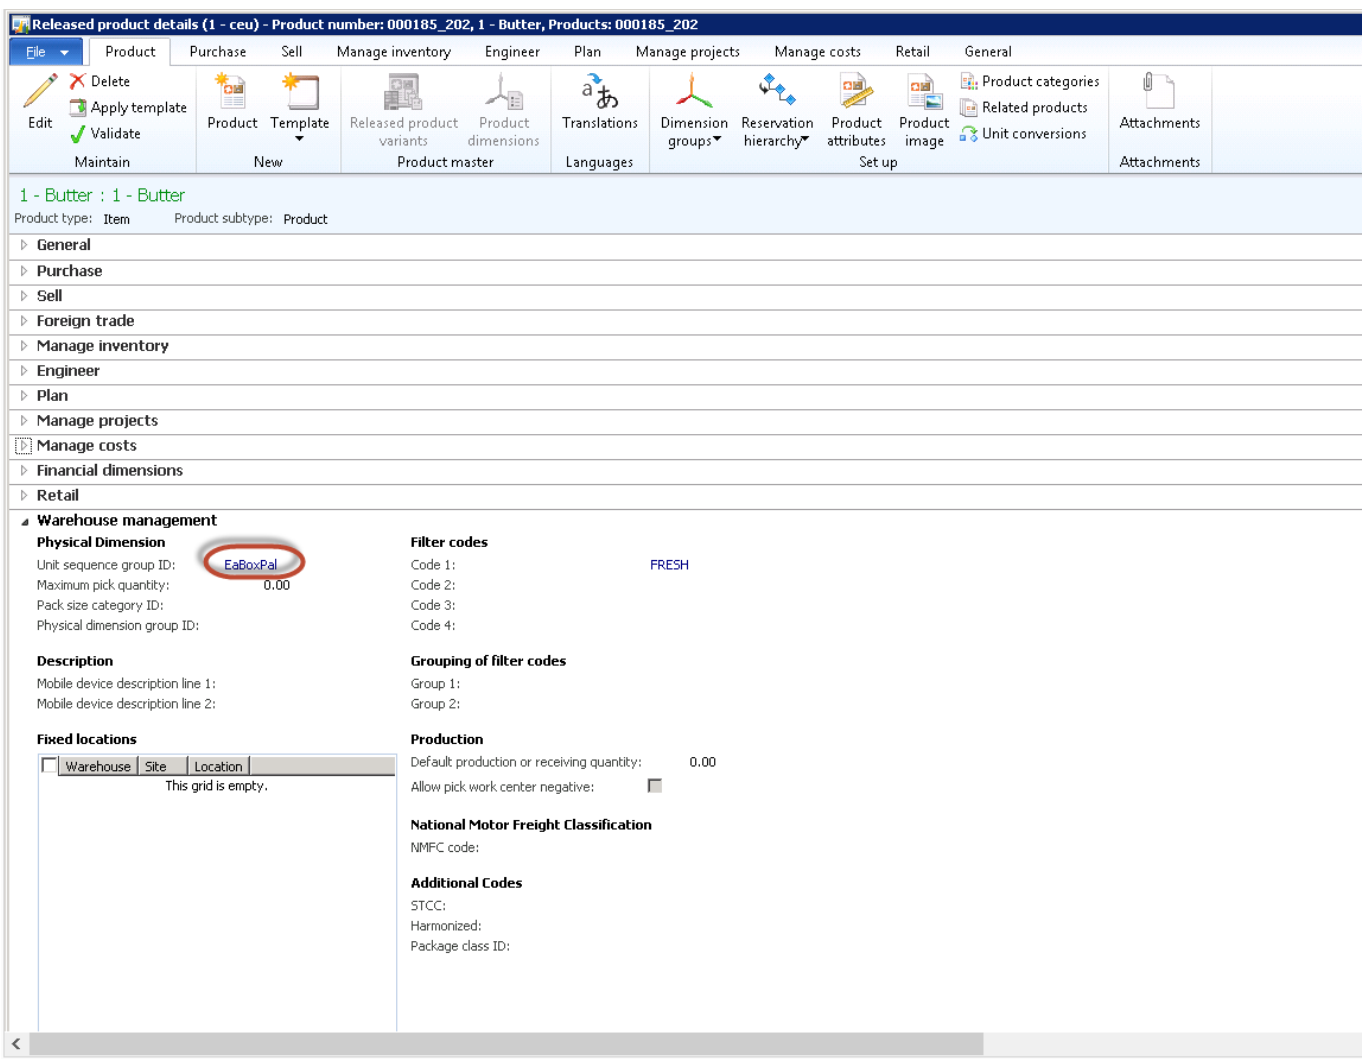 Released product details (1 - ceu) - Product number: 000185_202, 1 - Butter, Products: 000185_202
File Product Purchase Sell Manage inventory Engineer Plan Manage projects Manage costs Retail General
Edit
Delete
Apply template
Validate
Maintain
Product
Template
New
Released product variants
Product dimensions
Product master
a あ
Translations
Languages
Dimension groups
Reservation hierarchy
Product attributes
Product image
Product categories
Related products
Unit conversions
Set up
Attachments
Attachments
1 - Butter : 1 - Butter
Product type: Item Product subtype: Product
General
Purchase
Sell
Foreign trade
Manage inventory
Engineer
Plan
Manage projects
Manage costs
Financial dimensions
Retail
Warehouse management
Physical Dimension
Unit sequence group ID: EaBoxPal
Maximum pick quantity: 0.00
Pack size category ID:
Physical dimension group ID:
Description
Mobile device description line 1:
Mobile device description line 2:
Fixed locations
Warehouse Site Location
This grid is empty.
Filter codes
Code 1: FRESH
Code 2:
Code 3:
Code 4:
Grouping of filter codes
Group 1:
Group 2:
Production
Default production or receiving quantity: 0.00
Allow pick work center negative:
National Motor Freight Classification
NMFC code:
Additional Codes
STCC:
Harmonized:
Package class ID: